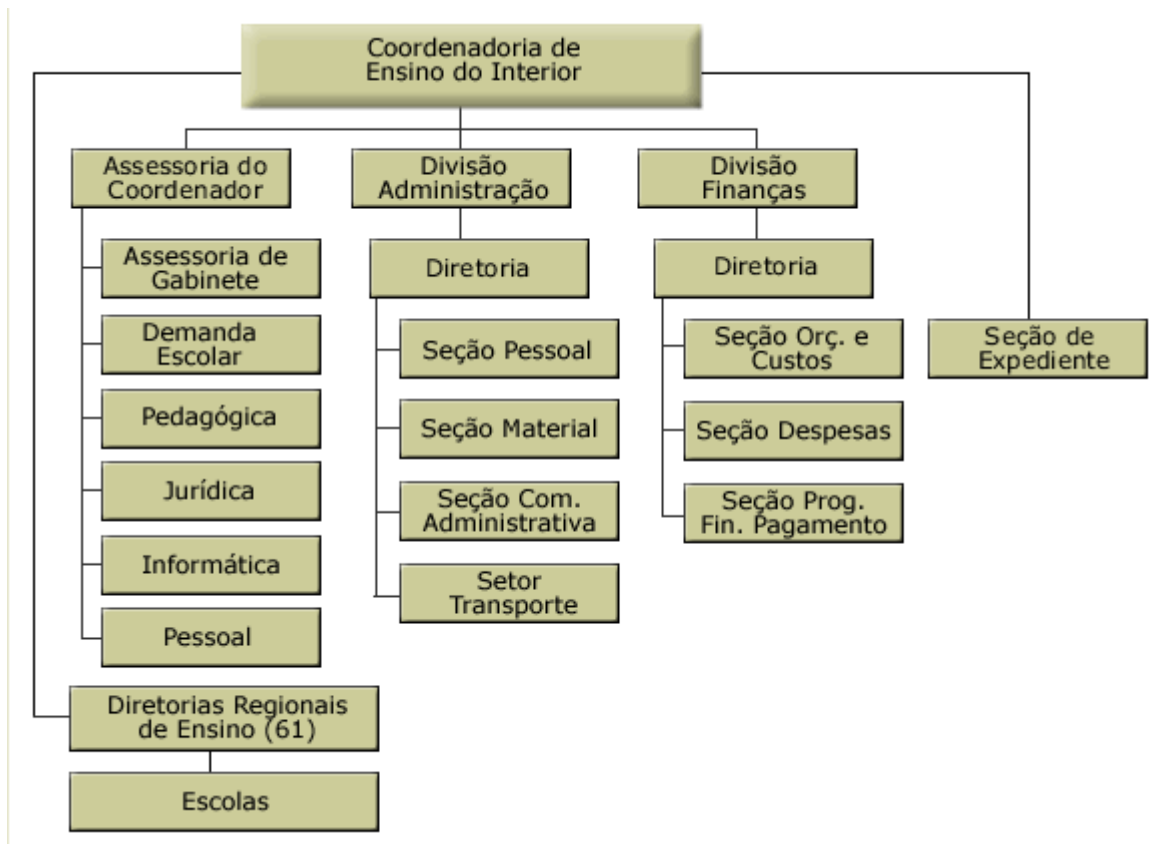 Coordenadoria de
Ensino do Interior
Assessoria do
Coordenador
Divisão
Administração
Divisão
Finanças
Assessoria de
Gabinete
Demanda
Escolar
Pedagógica
Jurídica
Informática
Pessoal
Diretoria
Seção Pessoal
Seção Material
Seção Com.
Administrativa
Setor
Transporte
Diretoria
Seção Orç. e
Custos
Seção Despesas
Seção Prog.
Fin. Pagamento
Seção de
Expediente
Diretorias Regionais
de Ensino (61)
Escolas